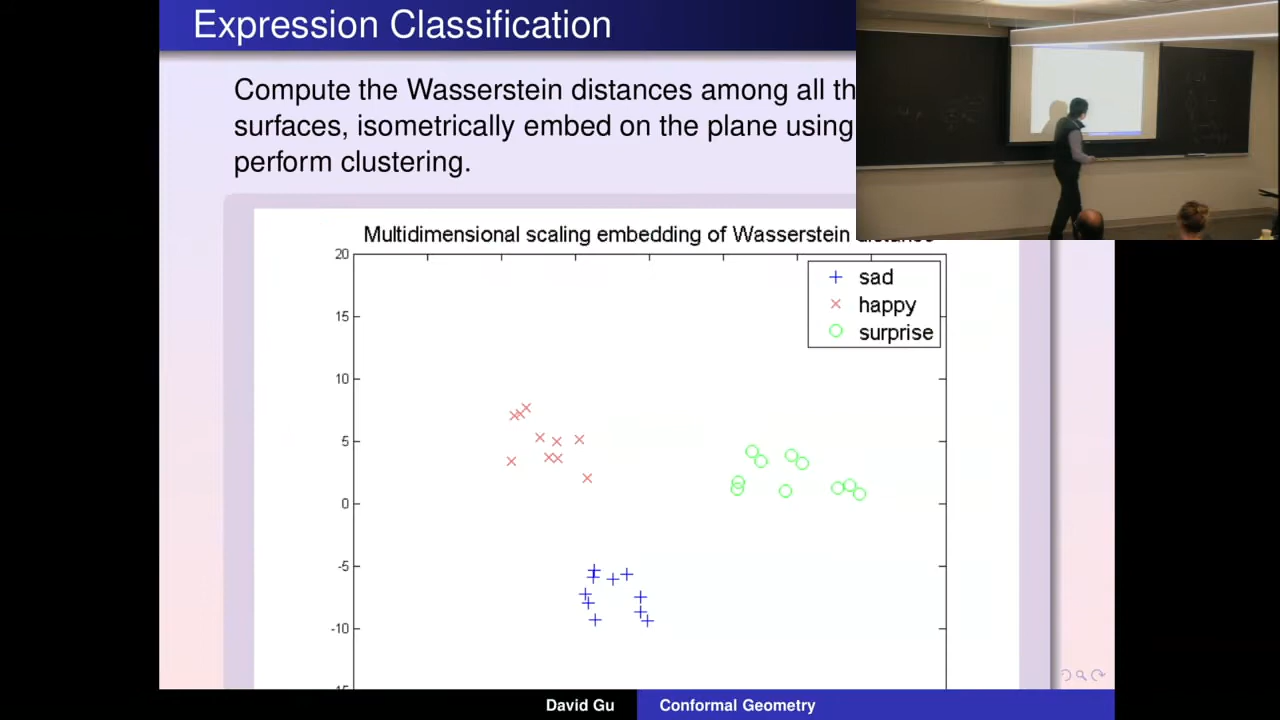 Expression Classification
Compute the Wasserstein distances among all th
surfaces, isometrically embed on the plane using
perform clustering.
Multidimensional scaling embedding of Wasserstein distance
20
15
10
5
0
-5
-10
sad
happy
surprise
David Gu
Conformal Geometry